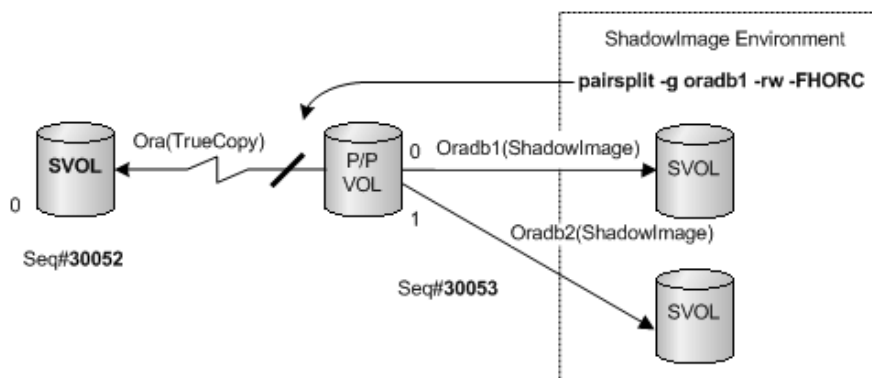 ShadowImage Environment
pairsplit -g oradb1 -rw -FHORC
Ora(TrueCopy)
SVOL
0
P/P
VOL
0
1
Oradb1(ShadowImage)
SVOL
Oradb2(ShadowImage)
Seq#30052
Seq#30053
SVOL